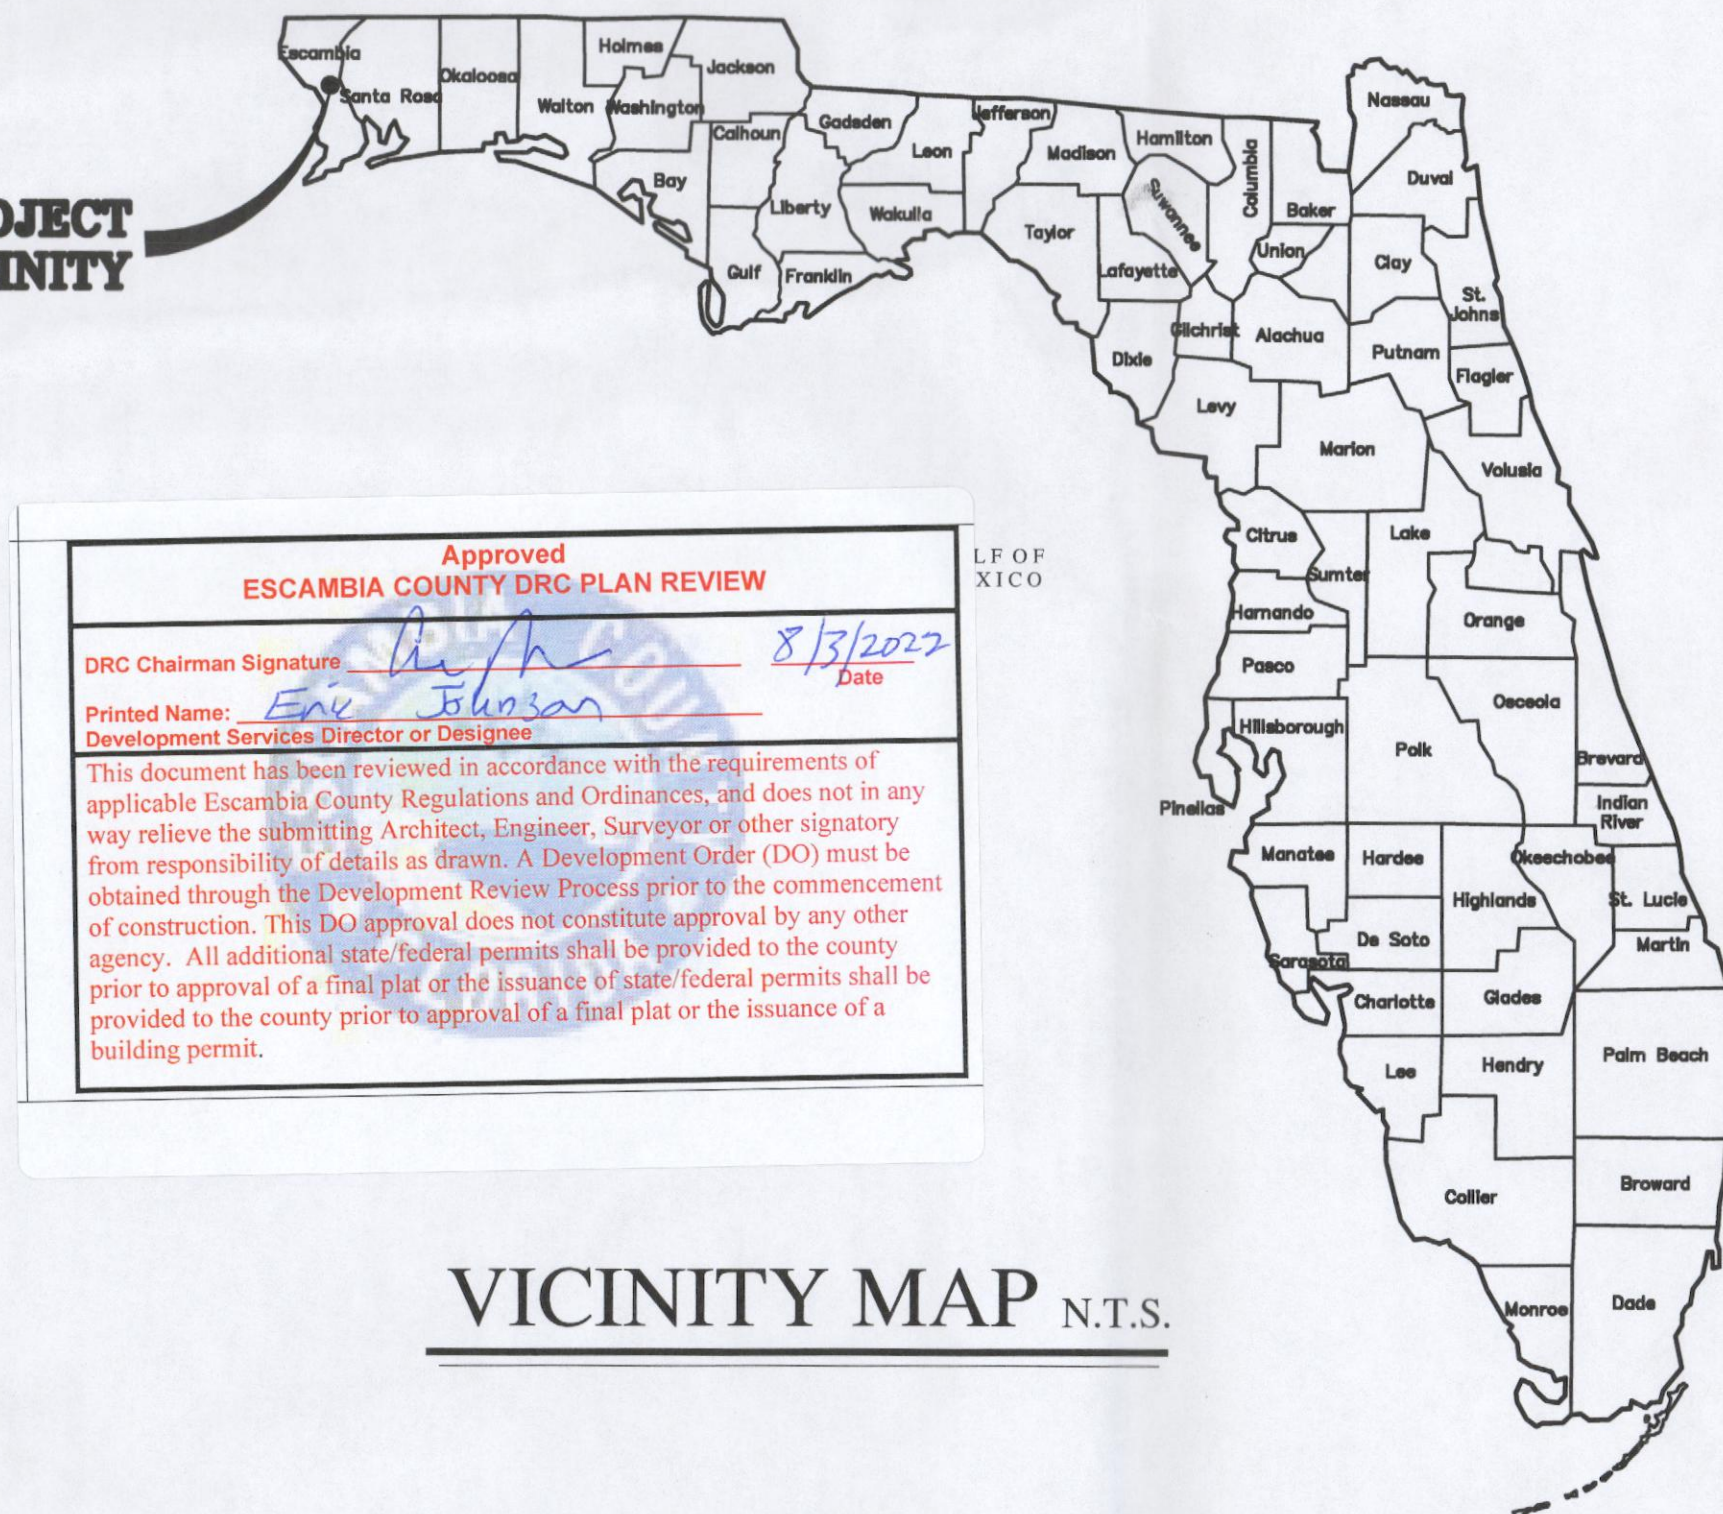 Escambia
Santa Rosa
Okaloosa
Walton
Holmes
Washington
Jackson
Calhoun
Bay
Gulf
Liberty
Franklin
Gadsden
Leon
Wakulla
Jefferson
Madison
Taylor
Hamilton
Suwannee
Lafayette
Columbia
Baker
Union
Nassau
Duval
Clay
St.
Johns
Dixie
Gilchrist
Alachua
Putnam
Flagler
Levy
Marion
Volusia
Citrus
Sumter
Lake
Harnando
Orange
Pasco
Hillsborough
Pinellas
Polk
Osceola
Brevard
Indian
River
Manatee
Hardee
Highlands
Okeechobee
St. Lucie
De Soto
Sarasota
Martin
Charlotte
Glades
Lee
Hendry
Palm Beach
Collier
Broward
Monroe
Dade
OJECT
INITY
LF OF
XICO
Approved
ESCAMBIA COUNTY DRC PLAN REVIEW
DRC Chairman Signature
8/3/2022
Date
Printed Name: Eric Johnson
Development Services Director or Designee
This document has been reviewed in accordance with the requirements of
applicable Escambia County Regulations and Ordinances, and does not in any
way relieve the submitting Architect, Engineer, Surveyor or other signatory
from responsibility of details as drawn. A Development Order (DO) must be
obtained through the Development Review Process prior to the commencement
of construction. This DO approval does not constitute approval by any other
agency. All additional state/federal permits shall be provided to the county
prior to approval of a final plat or the issuance of state/federal permits shall be
provided to the county prior to approval of a final plat or the issuance of a
building permit.
VICINITY MAP N.T.S.